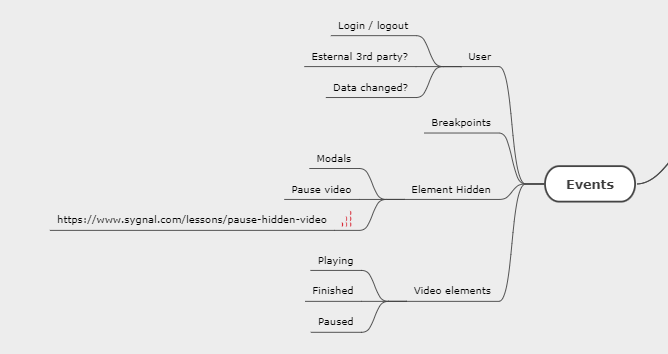 Login / logout
Esternal 3rd party?
Data changed?
User
Breakpoints
Modals
Pause video
https://www.sygnal.com/lessons/pause-hidden-video
Element Hidden
Playing
Finished
Paused
Video elements
Events